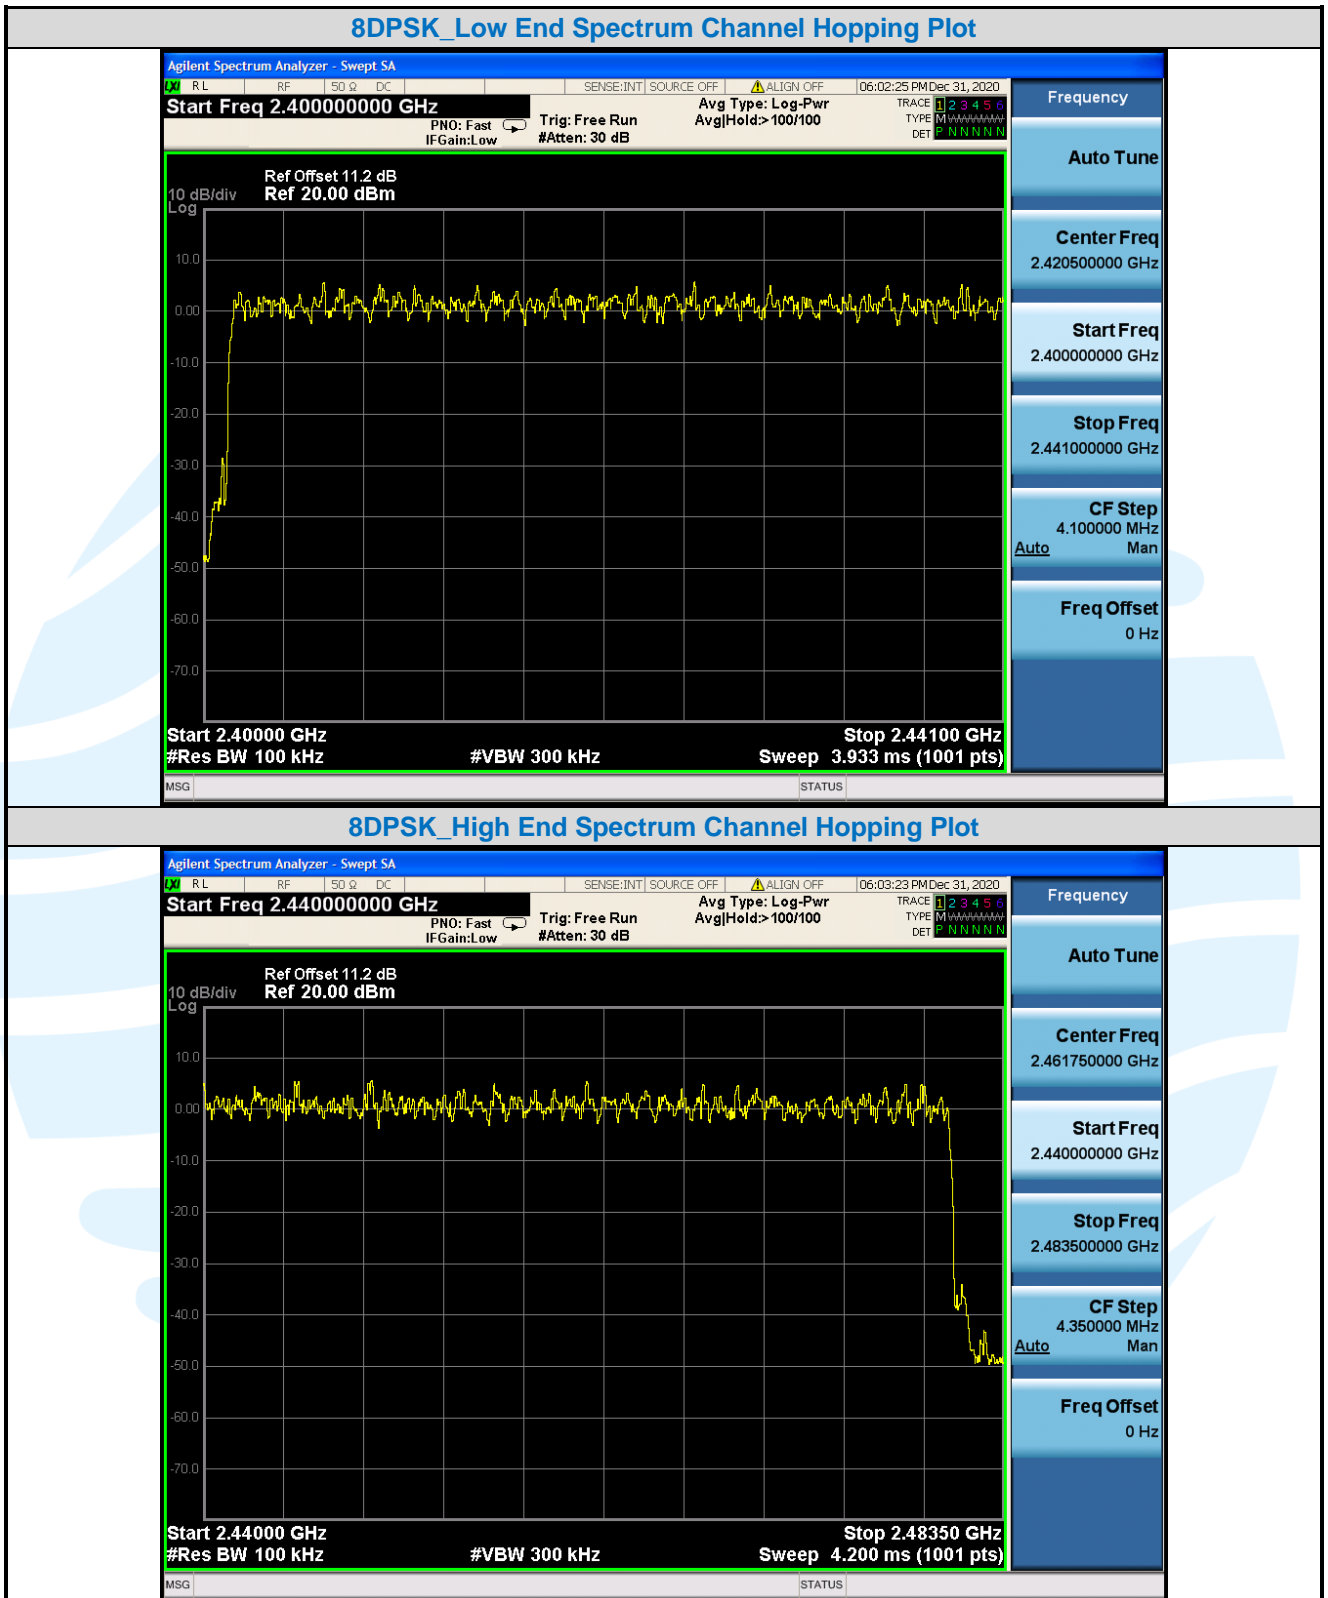 8DPSK_Low End Spectrum Channel Hopping Plot
Agilent Spectrum Analyzer - Swept SA
LXI RL RF 50 Ω DC SENSE:INT SOURCE OFF ALIGN OFF 06:02:25 PM Dec 31, 2020
Start Freq 2.400000000 GHz
PNO: Fast
IFGain:Low
Trig: Free Run
#Atten: 30 dB
Avg Type: Log-Pwr
Avg|Hold:>100/100
TRACE 1 2 3 4 5 6
TYPE M WWWWW
DET P N N N N N
Frequency
Auto Tune
Center Freq
2.420500000 GHz
Start Freq
2.400000000 GHz
Stop Freq
2.441000000 GHz
CF Step
4.100000 MHz
Auto Man
Freq Offset
0 Hz
Ref Offset 11.2 dB
10 dB/div Ref 20.00 dBm
Log
10.0
0.00
-10.0
-20.0
-30.0
-40.0
-50.0
-60.0
-70.0
Start 2.40000 GHz Stop 2.44100 GHz
#Res BW 100 kHz #VBW 300 kHz Sweep 3.933 ms (1001 pts)
MSG STATUS
8DPSK_High End Spectrum Channel Hopping Plot
Agilent Spectrum Analyzer - Swept SA
LXI RL RF 50 Ω DC SENSE:INT SOURCE OFF ALIGN OFF 06:03:23 PM Dec 31, 2020
Start Freq 2.440000000 GHz
PNO: Fast
IFGain:Low
Trig: Free Run
#Atten: 30 dB
Avg Type: Log-Pwr
Avg|Hold:>100/100
TRACE 1 2 3 4 5 6
TYPE M WWWWW
DET P N N N N N
Frequency
Auto Tune
Center Freq
2.461750000 GHz
Start Freq
2.440000000 GHz
Stop Freq
2.483500000 GHz
CF Step
4.350000 MHz
Auto Man
Freq Offset
0 Hz
Ref Offset 11.2 dB
10 dB/div Ref 20.00 dBm
Log
10.0
0.00
-10.0
-20.0
-30.0
-40.0
-50.0
-60.0
-70.0
Start 2.44000 GHz Stop 2.48350 GHz
#Res BW 100 kHz #VBW 300 kHz Sweep 4.200 ms (1001 pts)
MSG STATUS